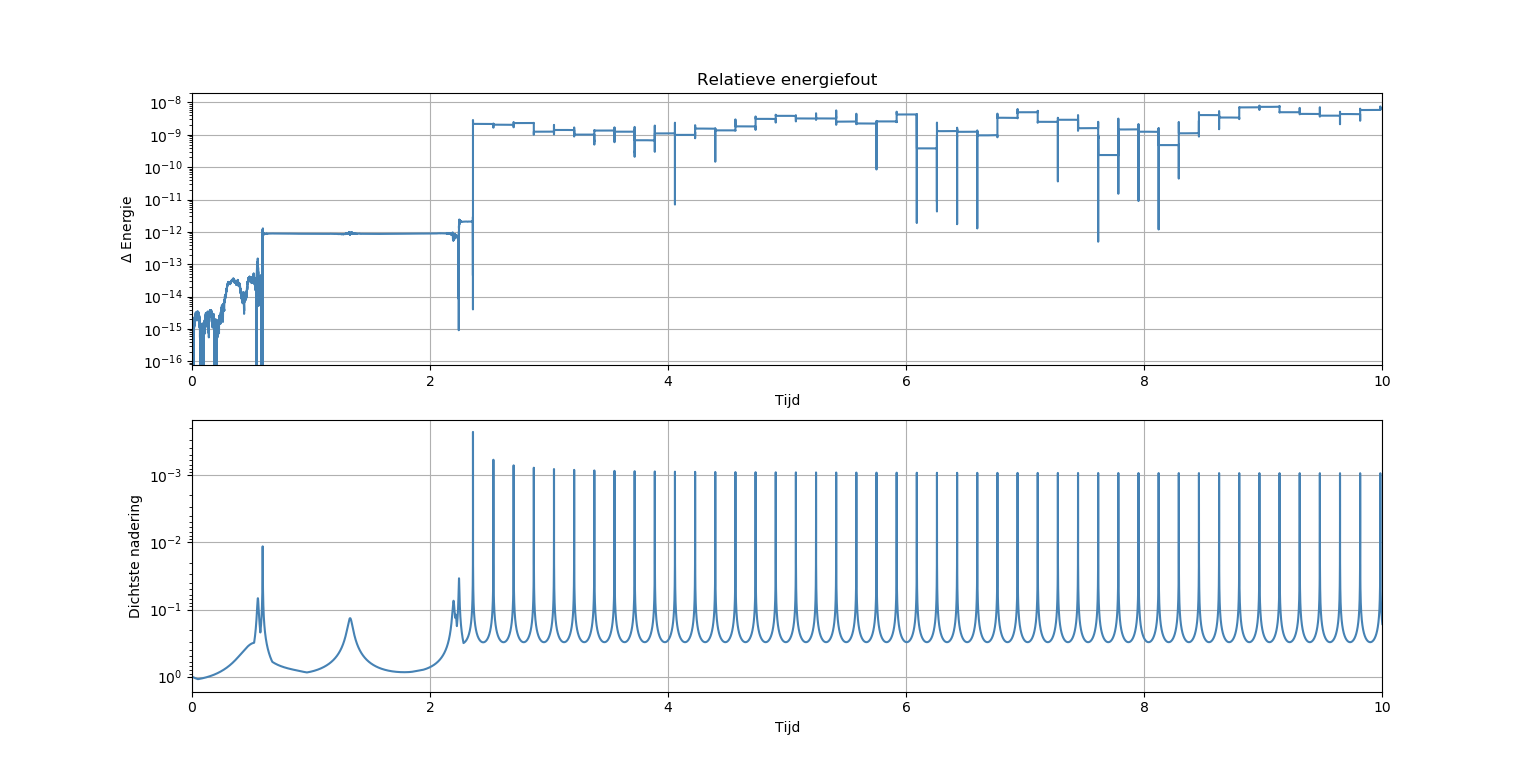 Relatieve energiefout
Δ Energie
10⁻⁸
10⁻⁹
10⁻¹⁰
10⁻¹¹
10⁻¹²
10⁻¹³
10⁻¹⁴
10⁻¹⁵
10⁻¹⁶
0 2 4 6 8 10
Tijd
Dichtste nadering
10⁻³
10⁻²
10⁻¹
10⁰
0 2 4 6 8 10
Tijd